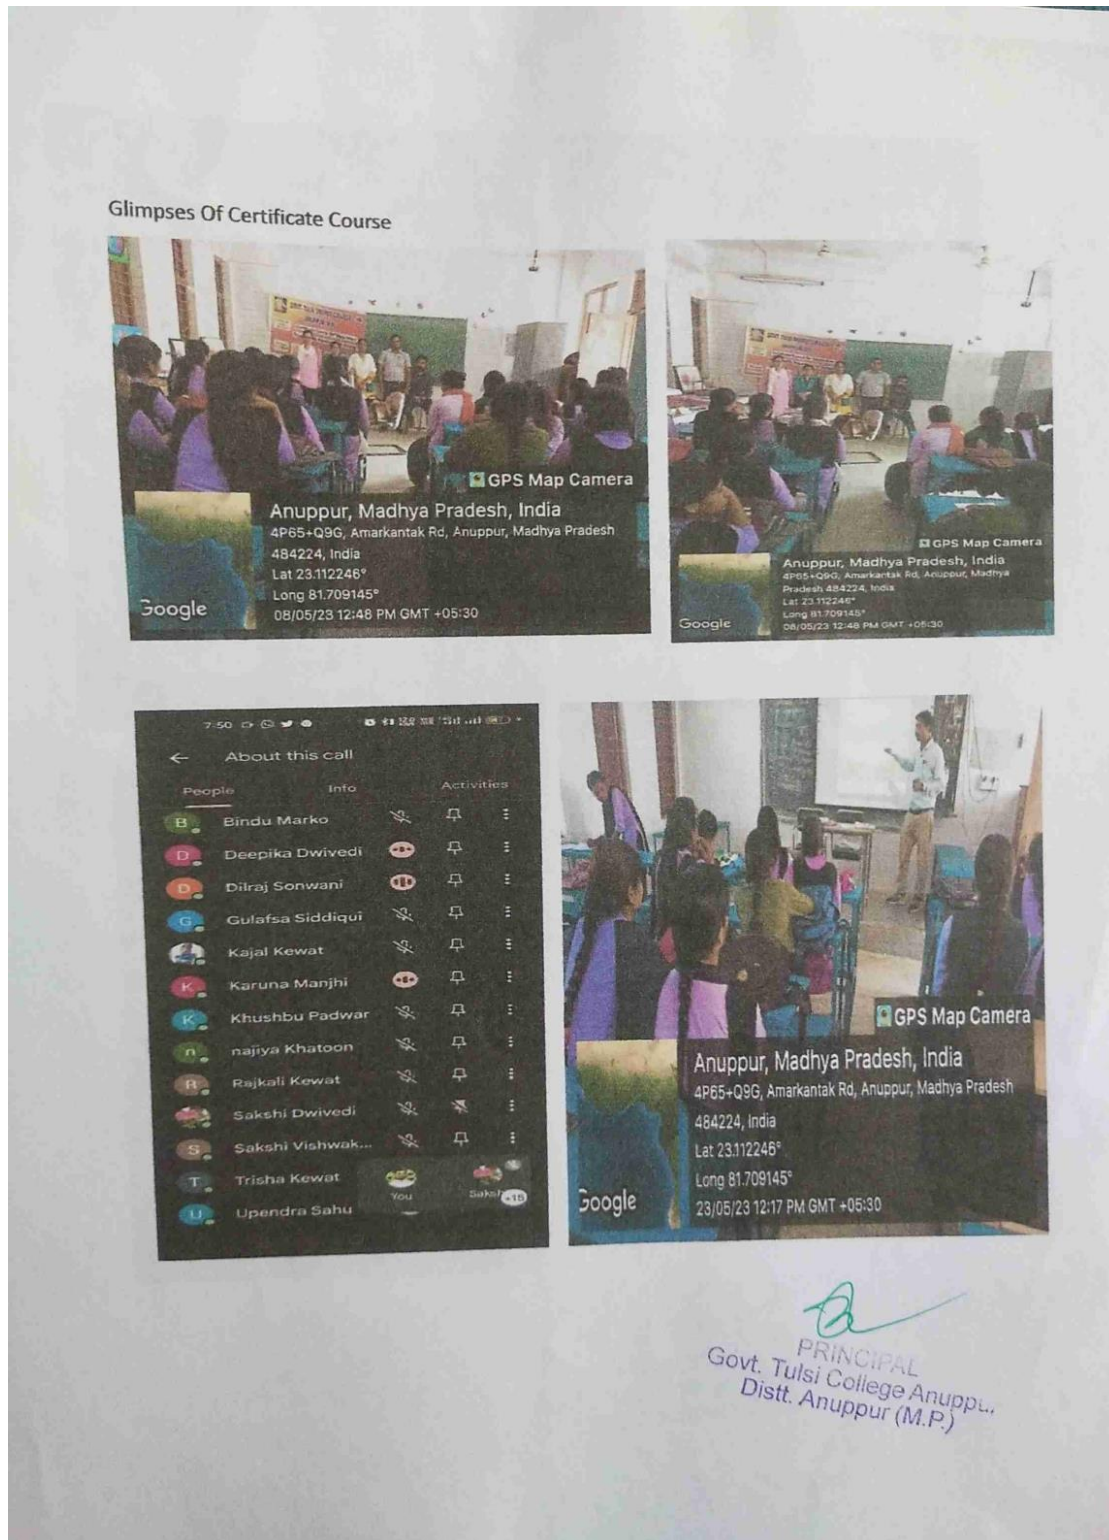 Glimpses Of Certificate Course
GPS Map Camera
Anuppur, Madhya Pradesh, India
4P65+Q9G, Amarkantak Rd, Anuppur, Madhya Pradesh
484224, India
Lat 23.112246°
Long 81.709145°
08/05/23 12:48 PM GMT +05:30
Google
GPS Map Camera
Anuppur, Madhya Pradesh, India
4P65+Q9G, Amarkantak Rd, Anuppur, Madhya
Pradesh 484224, India
Lat 23.112246°
Long 81.709145°
08/05/23 12:48 PM GMT +05:30
Google
7:50
About this call
People Info Activities
Bindu Marko
Deepika Dwivedi
Dilraj Sonwani
Gulafsa Siddiqui
Kajal Kewat
Karuna Manjhi
Khushbu Padwar
najiya Khatoon
Rajkali Kewat
Sakshi Dwivedi
Sakshi Vishwak...
Trisha Kewat
You Saksh +15
Upendra Sahu
GPS Map Camera
Anuppur, Madhya Pradesh, India
4P65+Q9G, Amarkantak Rd, Anuppur, Madhya Pradesh
484224, India
Lat 23.112246°
Long 81.709145°
23/05/23 12:17 PM GMT +05:30
Google
PRINCIPAL
Govt. Tulsi College Anuppur
Distt. Anuppur (M.P.)